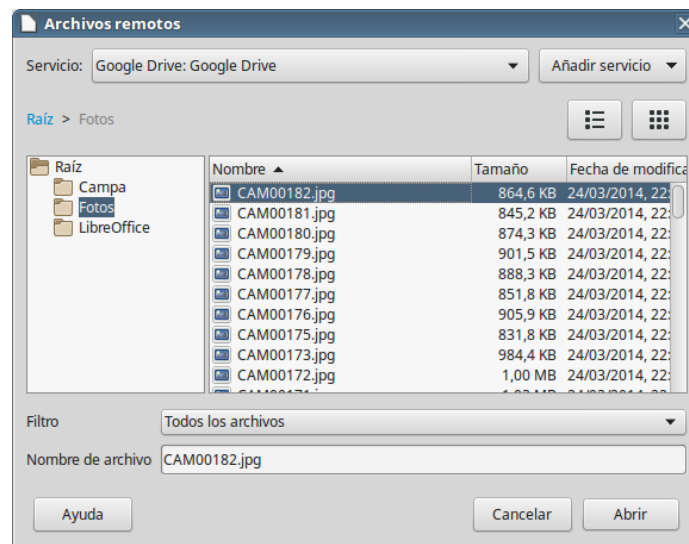 Archivos remotos
Servicio: Google Drive: Google Drive Añadir servicio
Raíz > Fotos
Raíz
Campa
Fotos
LibreOffice
Nombre Tamaño Fecha de modifica
CAM00182.jpg 864,6 KB 24/03/2014, 22:
CAM00181.jpg 845,2 KB 24/03/2014, 22:
CAM00180.jpg 874,3 KB 24/03/2014, 22:
CAM00179.jpg 901,5 KB 24/03/2014, 22:
CAM00178.jpg 888,3 KB 24/03/2014, 22:
CAM00177.jpg 851,8 KB 24/03/2014, 22:
CAM00176.jpg 905,9 KB 24/03/2014, 22:
CAM00175.jpg 831,8 KB 24/03/2014, 22:
CAM00173.jpg 984,4 KB 24/03/2014, 22:
CAM00172.jpg 1,00 MB 24/03/2014, 22:
Filtro Todos los archivos
Nombre de archivo CAM00182.jpg
Ayuda Cancelar Abrir